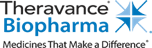 Theravance
Biopharma
Medicines That Make a Difference®